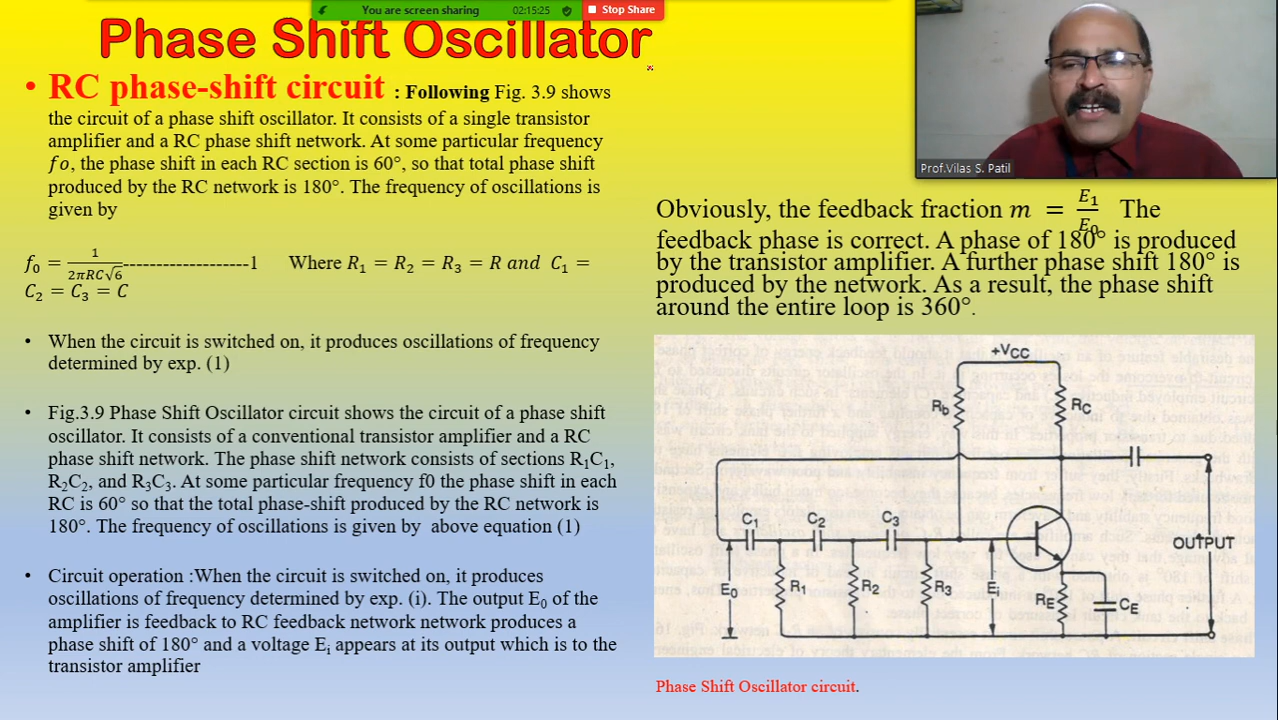 You are screen sharing
02:15:25
Stop Share
Phase Shift Oscillator
• RC phase-shift circuit : Following Fig. 3.9 shows
the circuit of a phase shift oscillator. It consists of a single transistor
amplifier and a RC phase shift network. At some particular frequency
fo, the phase shift in each RC section is 60°, so that total phase shift
produced by the RC network is 180°. The frequency of oscillations is
given by
f₀ = 1/2πRC√6-------------------1 Where R₁ = R₂ = R₃ = R and C₁ =
C₂ = C₃ = C
• When the circuit is switched on, it produces oscillations of frequency
determined by exp. (1)
• Fig.3.9 Phase Shift Oscillator circuit shows the circuit of a phase shift
oscillator. It consists of a conventional transistor amplifier and a RC
phase shift network. The phase shift network consists of sections R₁C₁,
R₂C₂, and R₃C₃. At some particular frequency f0 the phase shift in each
RC is 60° so that the total phase-shift produced by the RC network is
180°. The frequency of oscillations is given by above equation (1)
• Circuit operation :When the circuit is switched on, it produces
oscillations of frequency determined by exp. (i). The output E₀ of the
amplifier is feedback to RC feedback network network produces a
phase shift of 180° and a voltage Eᵢ appears at its output which is to the
transistor amplifier
Prof.Vilas S. Patil
Obviously, the feedback fraction m = E₁/E₀ The
feedback phase is correct. A phase of 180° is produced
by the transistor amplifier. A further phase shift 180° is
produced by the network. As a result, the phase shift
around the entire loop is 360°.
+VCC
Rb
RC
C1
C2
C3
OUTPUT
E0
R1
R2
R3
Ei
RE
CE
Phase Shift Oscillator circuit.